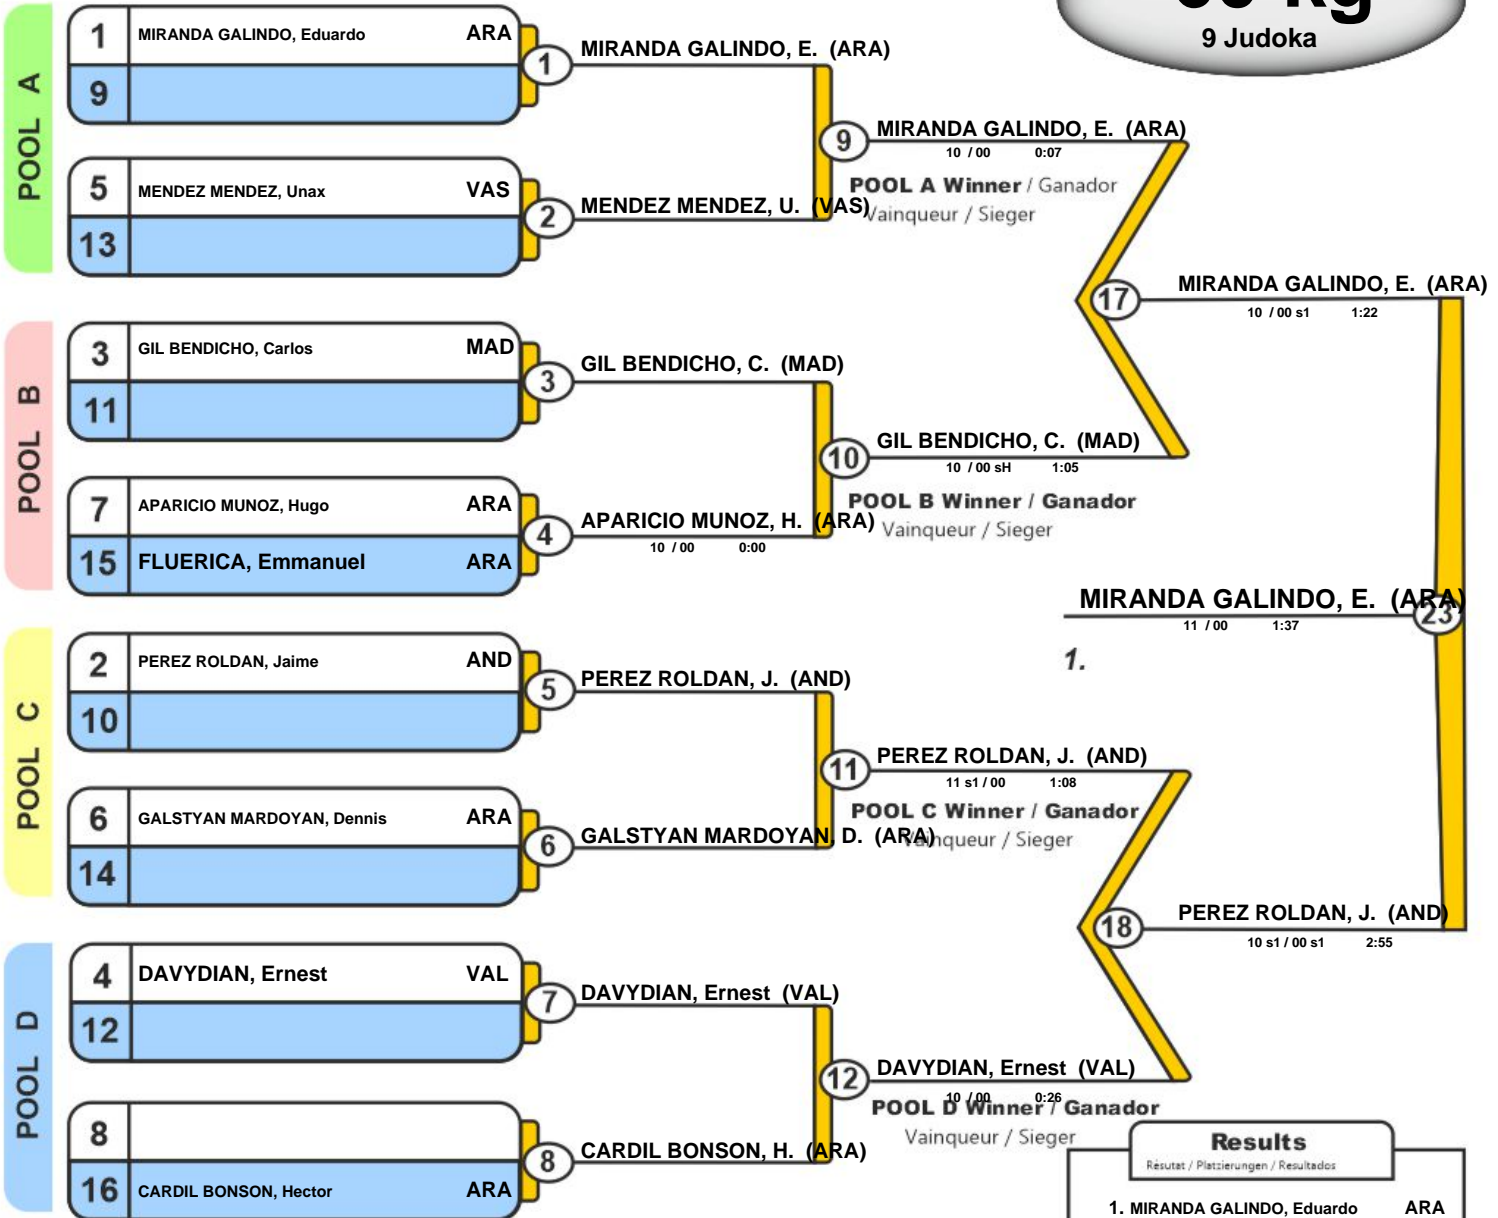 9 Judoka
POOL A
1 MIRANDA GALINDO, Eduardo ARA
9
1 MIRANDA GALINDO, E. (ARA)
5 MENDEZ MENDEZ, Unax VAS
13
2 MENDEZ MENDEZ, U. (VAS)
9 MIRANDA GALINDO, E. (ARA)
10 / 00 0:07
POOL A Winner / Ganador
Vainqueur / Sieger
POOL B
3 GIL BENDICHO, Carlos MAD
11
3 GIL BENDICHO, C. (MAD)
7 APARICIO MUNOZ, Hugo ARA
15 FLUERICA, Emmanuel ARA
4 APARICIO MUNOZ, H. (ARA)
10 / 00 0:00
10 GIL BENDICHO, C. (MAD)
10 / 00 sH 1:05
POOL B Winner / Ganador
Vainqueur / Sieger
17 MIRANDA GALINDO, E. (ARA)
10 / 00 s1 1:22
MIRANDA GALINDO, E. (ARA)
23
11 / 00 1:37
1.
POOL C
2 PEREZ ROLDAN, Jaime AND
10
5 PEREZ ROLDAN, J. (AND)
6 GALSTYAN MARDOYAN, Dennis ARA
14
6 GALSTYAN MARDOYAN, D. (ARA)
11 PEREZ ROLDAN, J. (AND)
11 s1 / 00 1:08
POOL C Winner / Ganador
Vainqueur / Sieger
POOL D
4 DAVYDIAN, Ernest VAL
12
7 DAVYDIAN, Ernest (VAL)
8
16 CARDIL BONSON, Hector ARA
8 CARDIL BONSON, H. (ARA)
12 DAVYDIAN, Ernest (VAL)
10 / 00 0:26
POOL D Winner / Ganador
Vainqueur / Sieger
18 PEREZ ROLDAN, J. (AND)
10 s1 / 00 s1 2:55
Results
Résutat / Platzierungen / Resultados
1. MIRANDA GALINDO, Eduardo ARA